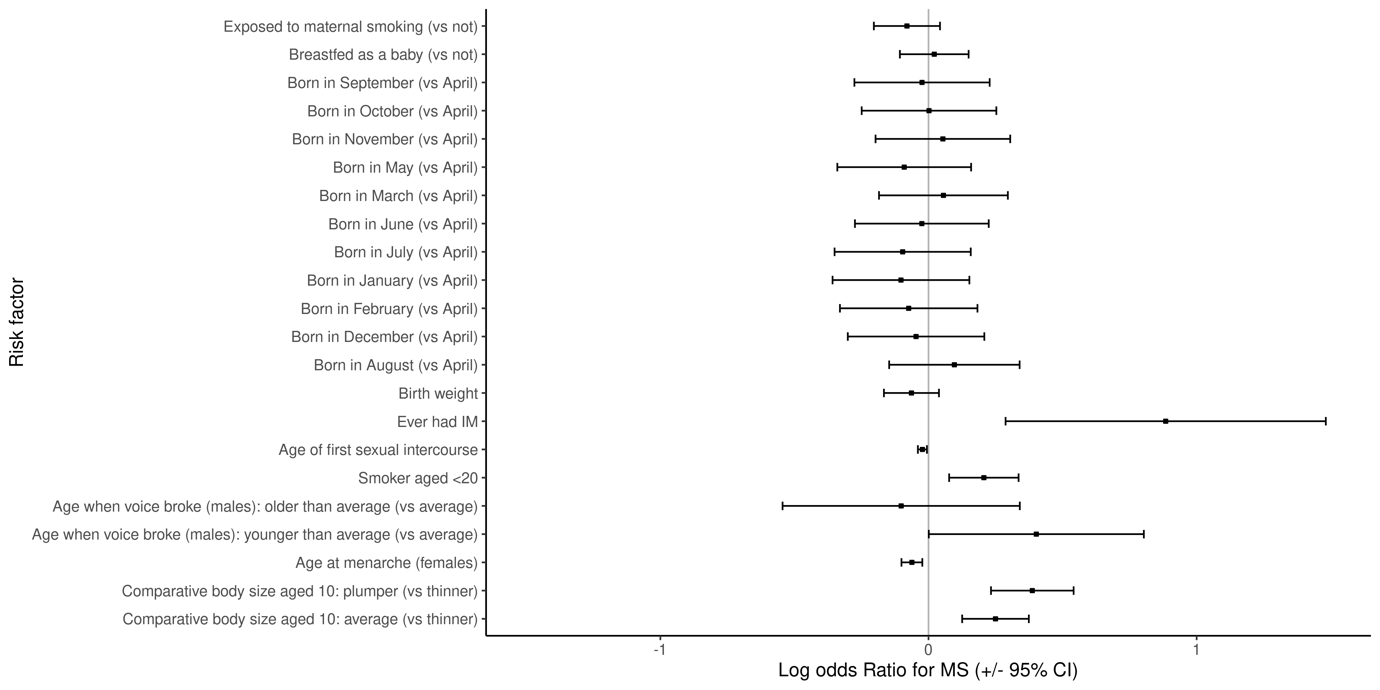 Risk factor
Exposed to maternal smoking (vs not)
Breastfed as a baby (vs not)
Born in September (vs April)
Born in October (vs April)
Born in November (vs April)
Born in May (vs April)
Born in March (vs April)
Born in June (vs April)
Born in July (vs April)
Born in January (vs April)
Born in February (vs April)
Born in December (vs April)
Born in August (vs April)
Birth weight
Ever had IM
Age of first sexual intercourse
Smoker aged <20
Age when voice broke (males): older than average (vs average)
Age when voice broke (males): younger than average (vs average)
Age at menarche (females)
Comparative body size aged 10: plumper (vs thinner)
Comparative body size aged 10: average (vs thinner)
-1 0 1
Log odds Ratio for MS (+/- 95% CI)